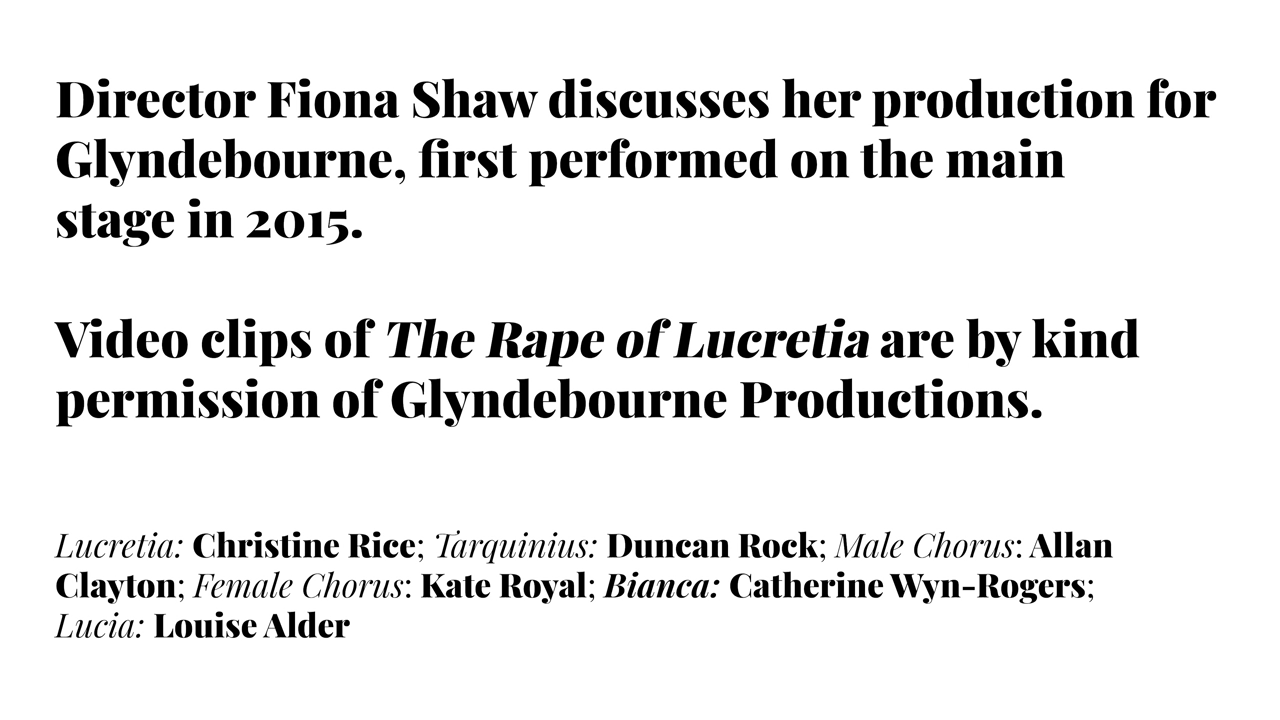 Director Fiona Shaw discusses her production for
Glyndebourne, first performed on the main
stage in 2015.
Video clips of The Rape of Lucretia are by kind
permission of Glyndebourne Productions.
Lucretia: Christine Rice; Tarquinius: Duncan Rock; Male Chorus: Allan
Clayton; Female Chorus: Kate Royal; Bianca: Catherine Wyn-Rogers;
Lucia: Louise Alder